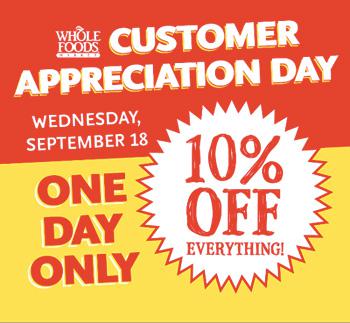 WHOLE
FOODS
MARKET
CUSTOMER
APPRECIATION DAY
WEDNESDAY,
SEPTEMBER 18
ONE
DAY
ONLY
10%
OFF
EVERYTHING!